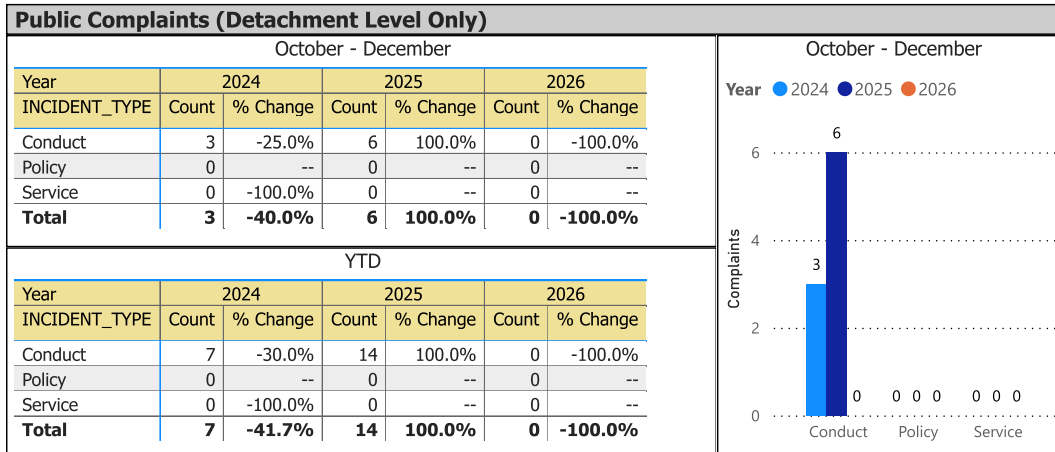 Public Complaints (Detachment Level Only)
October - December
Year 2024 2025 2026
INCIDENT_TYPE Count % Change Count % Change Count % Change
Conduct 3 -25.0% 6 100.0% 0 -100.0%
Policy 0 -- 0 -- 0 --
Service 0 -100.0% 0 -- 0 --
Total 3 -40.0% 6 100.0% 0 -100.0%
YTD
Year 2024 2025 2026
INCIDENT_TYPE Count % Change Count % Change Count % Change
Conduct 7 -30.0% 14 100.0% 0 -100.0%
Policy 0 -- 0 -- 0 --
Service 0 -100.0% 0 -- 0 --
Total 7 -41.7% 14 100.0% 0 -100.0%
October - December
Year 2024 2025 2026
Complaints
6
6
4
3
2
0 0 0 0 0 0 0
0
Conduct Policy Service